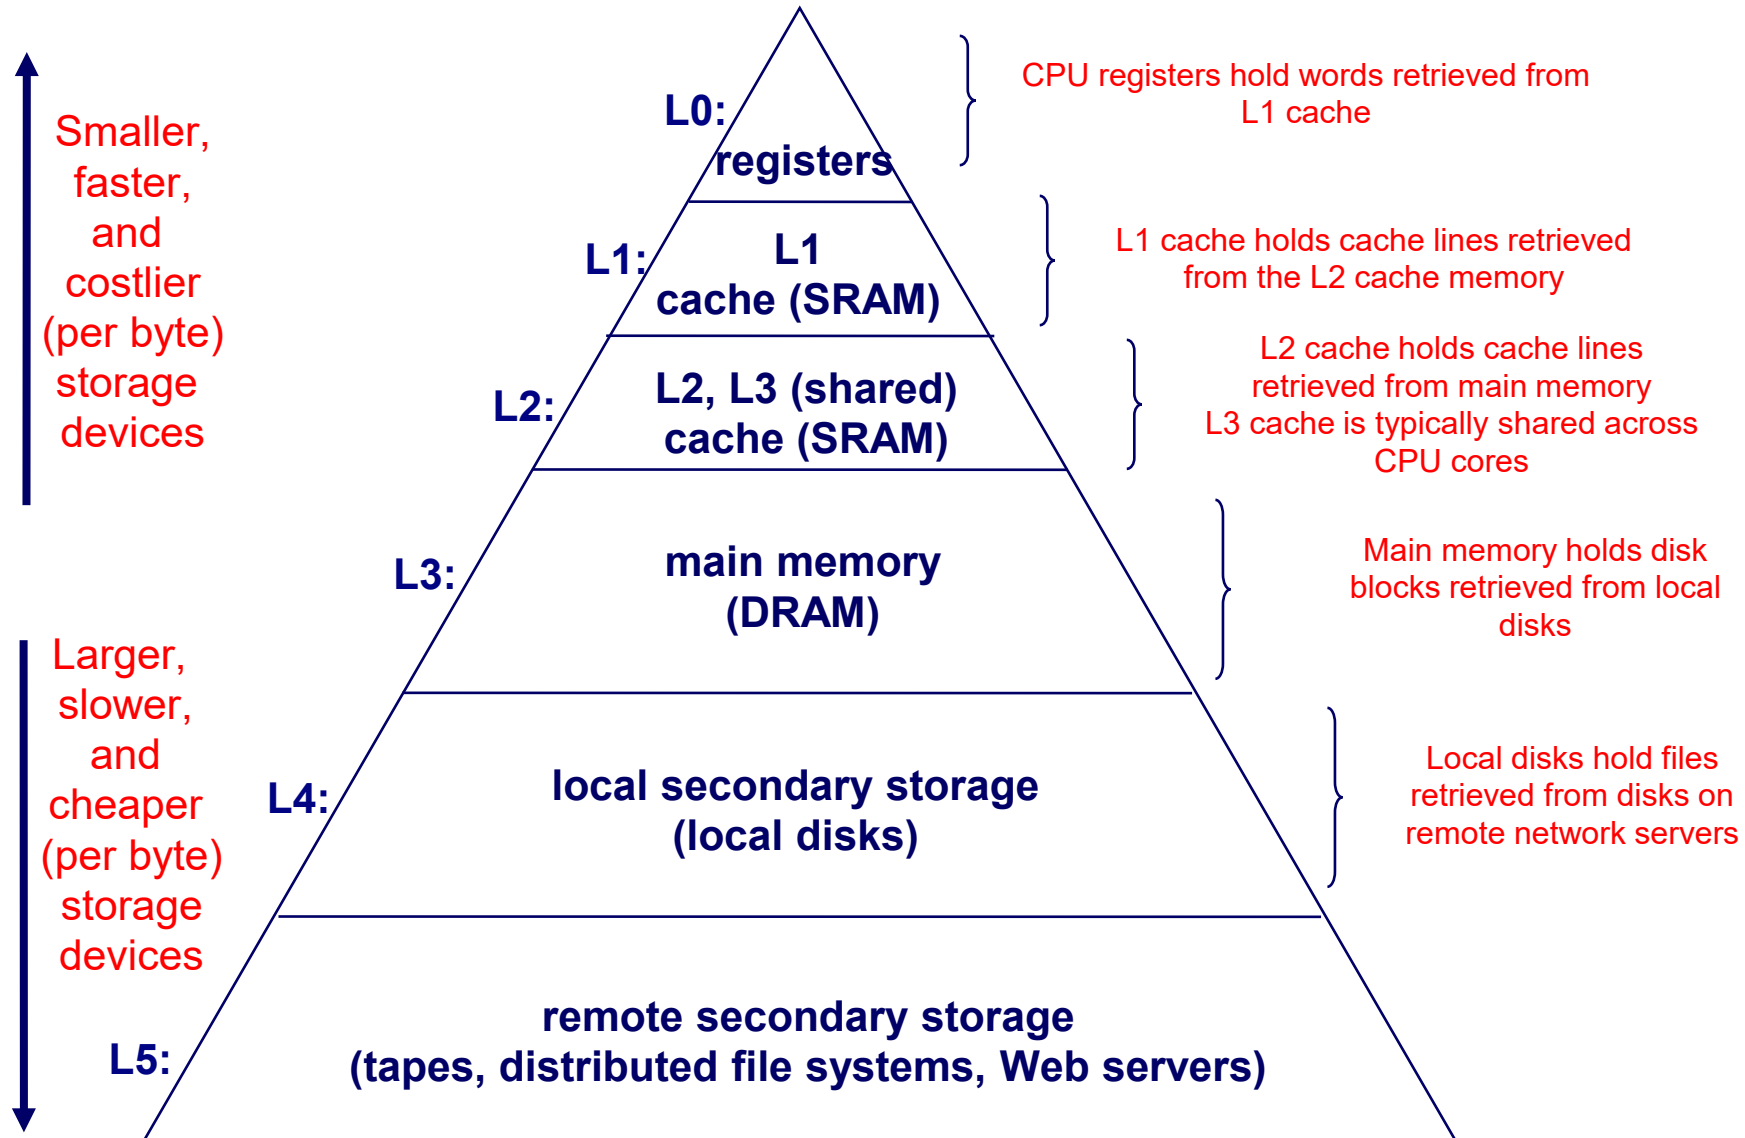 Smaller,
faster,
and
costlier
(per byte)
storage
devices
Larger,
slower,
and
cheaper
(per byte)
storage
devices
L0:
registers
CPU registers hold words retrieved from
L1 cache
L1:
L1
cache (SRAM)
L1 cache holds cache lines retrieved
from the L2 cache memory
L2:
L2, L3 (shared)
cache (SRAM)
L2 cache holds cache lines
retrieved from main memory
L3 cache is typically shared across
CPU cores
L3:
main memory
(DRAM)
Main memory holds disk
blocks retrieved from local
disks
L4:
local secondary storage
(local disks)
Local disks hold files
retrieved from disks on
remote network servers
L5:
remote secondary storage
(tapes, distributed file systems, Web servers)